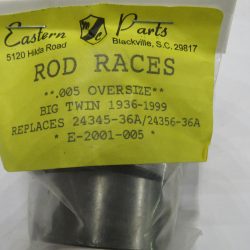 Eastern Parts
5120 Hilda Road
Blackville, S.C. 29817
ROD RACES
**.005 OVERSIZE**
BIG TWIN 1936-1999
REPLACES 24345-36A/24356-36A
* E-2001-005 *